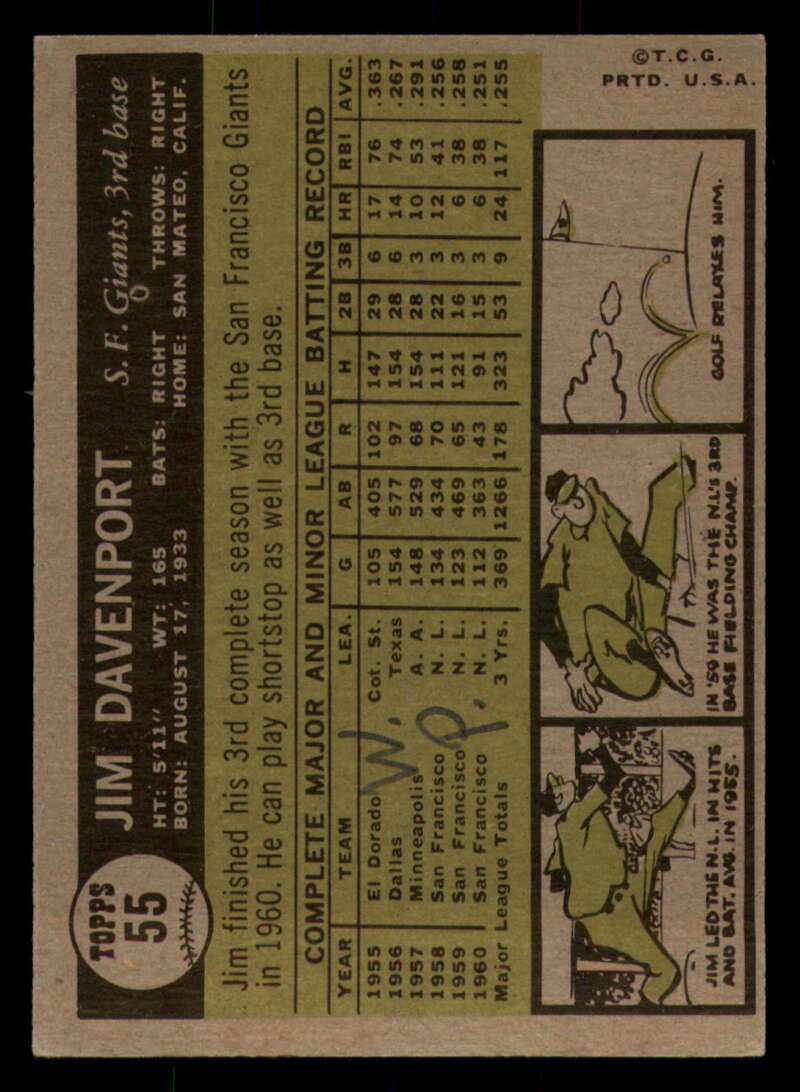 TOPPS
55
JIM DAVENPORT S. F. Giants, 3rd base
HT: 5'11" WT: 165 BATS: RIGHT THROWS: RIGHT
BORN: AUGUST 17, 1933 HOME: SAN MATEO, CALIF.
Jim finished his 3rd complete season with the San Francisco Giants
in 1960. He can play shortstop as well as 3rd base.
COMPLETE MAJOR AND MINOR LEAGUE BATTING RECORD
YEAR TEAM LEA. G AB R H 2B 3B HR RBI AVG.
1955 El Dorado Cot. St. 105 405 102 147 29 6 17 76 .363
1956 Dallas Texas 154 577 97 154 28 6 14 74 .267
1957 Minneapolis A. A. 148 529 68 154 28 3 10 53 .291
1958 San Francisco N. L. 134 434 70 111 22 3 12 41 .256
1959 San Francisco N. L. 123 469 65 121 16 3 6 38 .258
1960 San Francisco N. L. 112 363 43 91 15 3 6 38 .251
Major League Totals 3 Yrs. 369 1266 178 323 53 9 24 117 .255
W.
P.
JIM LED THE N.L. IN HITS
AND BAT. AVG. IN 1955.
IN '59 HE WAS THE N.L'S 3RD
BASE FIELDING CHAMP.
GOLF RELAXES HIM.
©T.C.G.
PRTD. U.S.A.